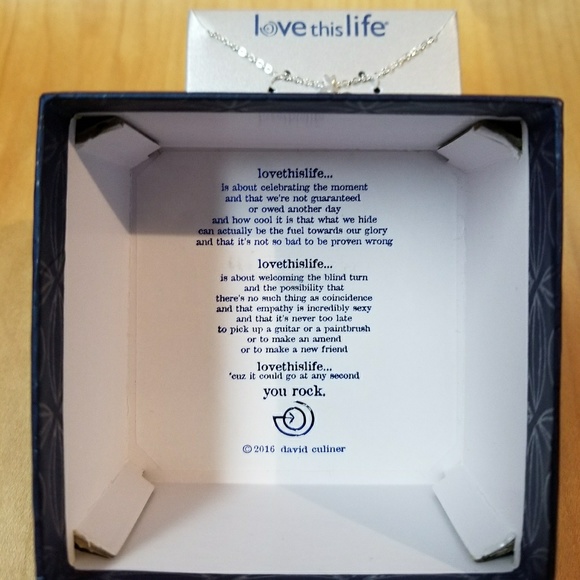 love this life®
lovethislife...
is about celebrating the moment
and that we're not guaranteed
or owed another day
and how cool it is that what we hide
can actually be the fuel towards our glory
and that it's not so bad to be proven wrong
lovethislife...
is about welcoming the blind turn
and the possibility that
there's no such thing as coincidence
and that empathy is incredibly sexy
and that it's never too late
to pick up a guitar or a paintbrush
or to make an amend
or to make a new friend
lovethislife...
'cuz it could go at any second
you rock.
©2016 david culiner